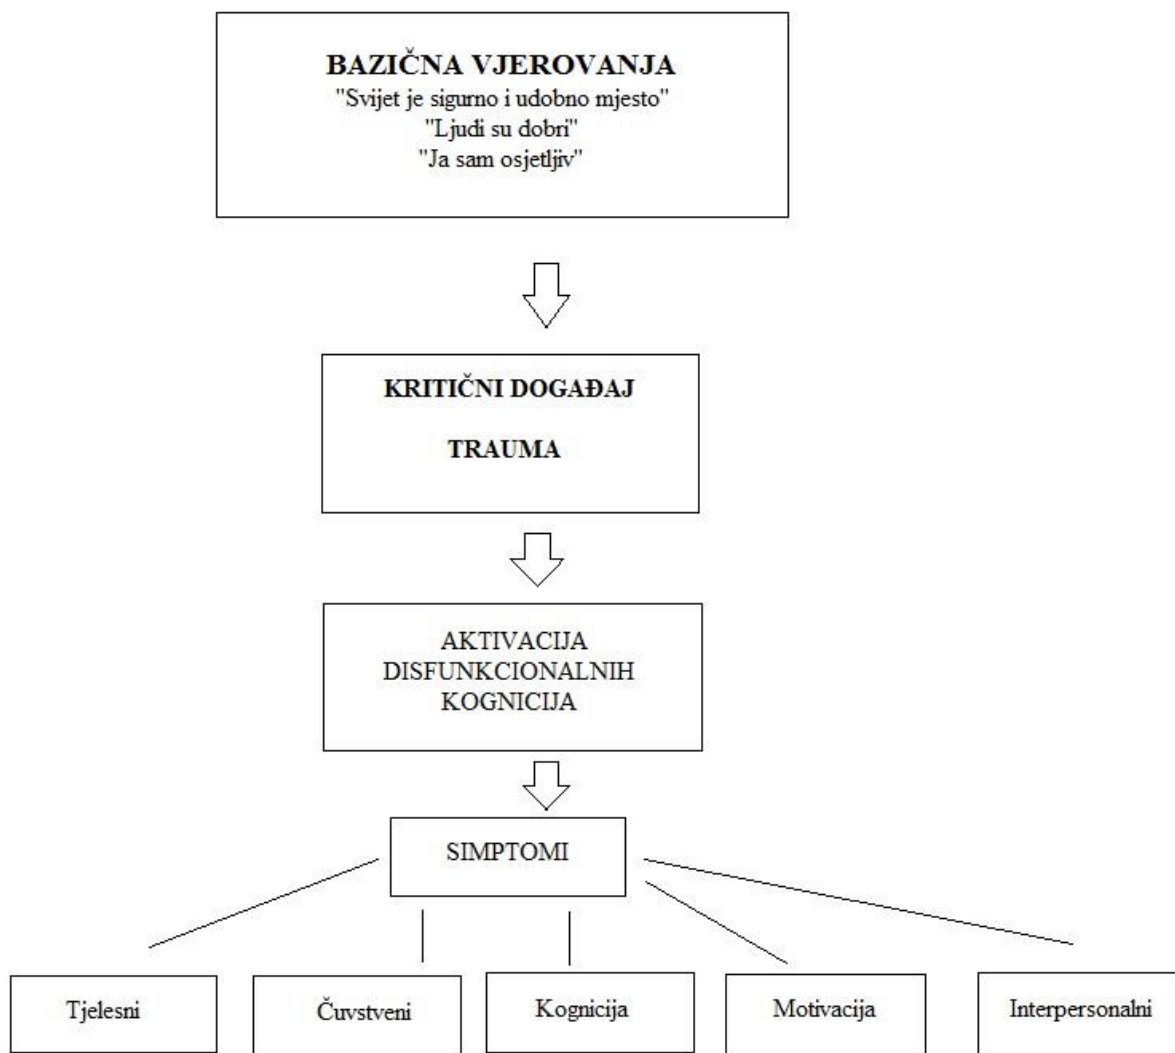 BAZIČNA VJEROVANJA
"Svijet je sigurno i udobno mjesto"
"Ljudi su dobri"
"Ja sam osjetljiv"
KRITIČNI DOGAĐAJ
TRAUMA
AKTIVACIJA
DISFUNKCIONALNIH
KOGNICIJA
SIMPTOMI
Tjelesni
Čuvstveni
Kognicija
Motivacija
Interpersonalni